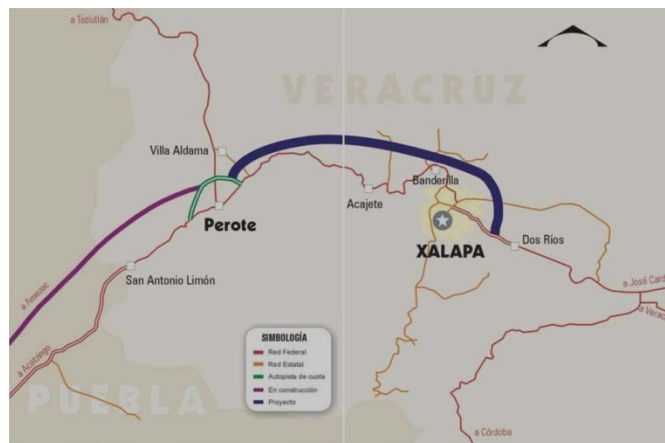 a Teziutlán
VERACRUZ
Villa Aldama
Banderilla
Acajete
Perote
XALAPA
Dos Ríos
San Antonio Limón
a José Card
a Vera
a Amozoc
a Acatzingo
SIMBOLOGÍA
Red Federal
Red Estatal
Autopista de cuota
En construcción
Proyecto
PUEBLA
a Córdoba